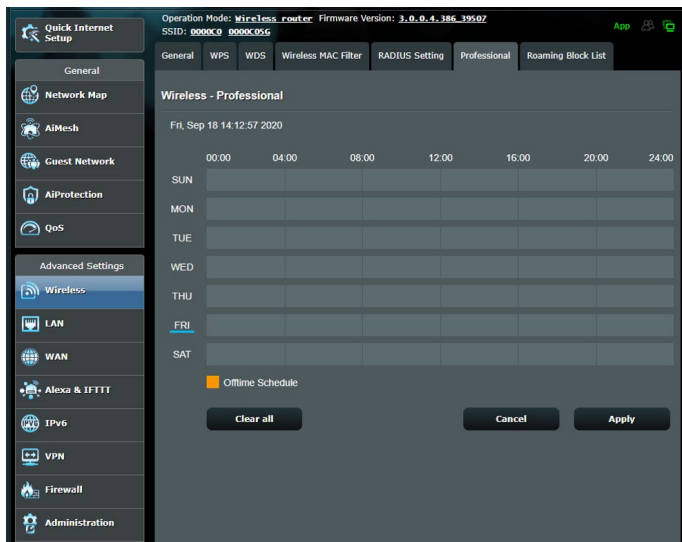 Quick Internet
Setup
General
Network Map
AiMesh
Guest Network
AiProtection
QoS
Advanced Settings
Wireless
LAN
WAN
Alexa & IFTTT
IPv6
VPN
Firewall
Administration
Operation Mode: Wireless router Firmware Version: 3.0.0.4.386_39507
SSID: 0000C0 0000C05G
App
General WPS WDS Wireless MAC Filter RADIUS Setting Professional Roaming Block List
Wireless - Professional
Fri, Sep 18 14:12:57 2020
00:00 04:00 08:00 12:00 16:00 20:00 24:00
SUN
MON
TUE
WED
THU
FRI
SAT
Offtime Schedule
Clear all Cancel Apply